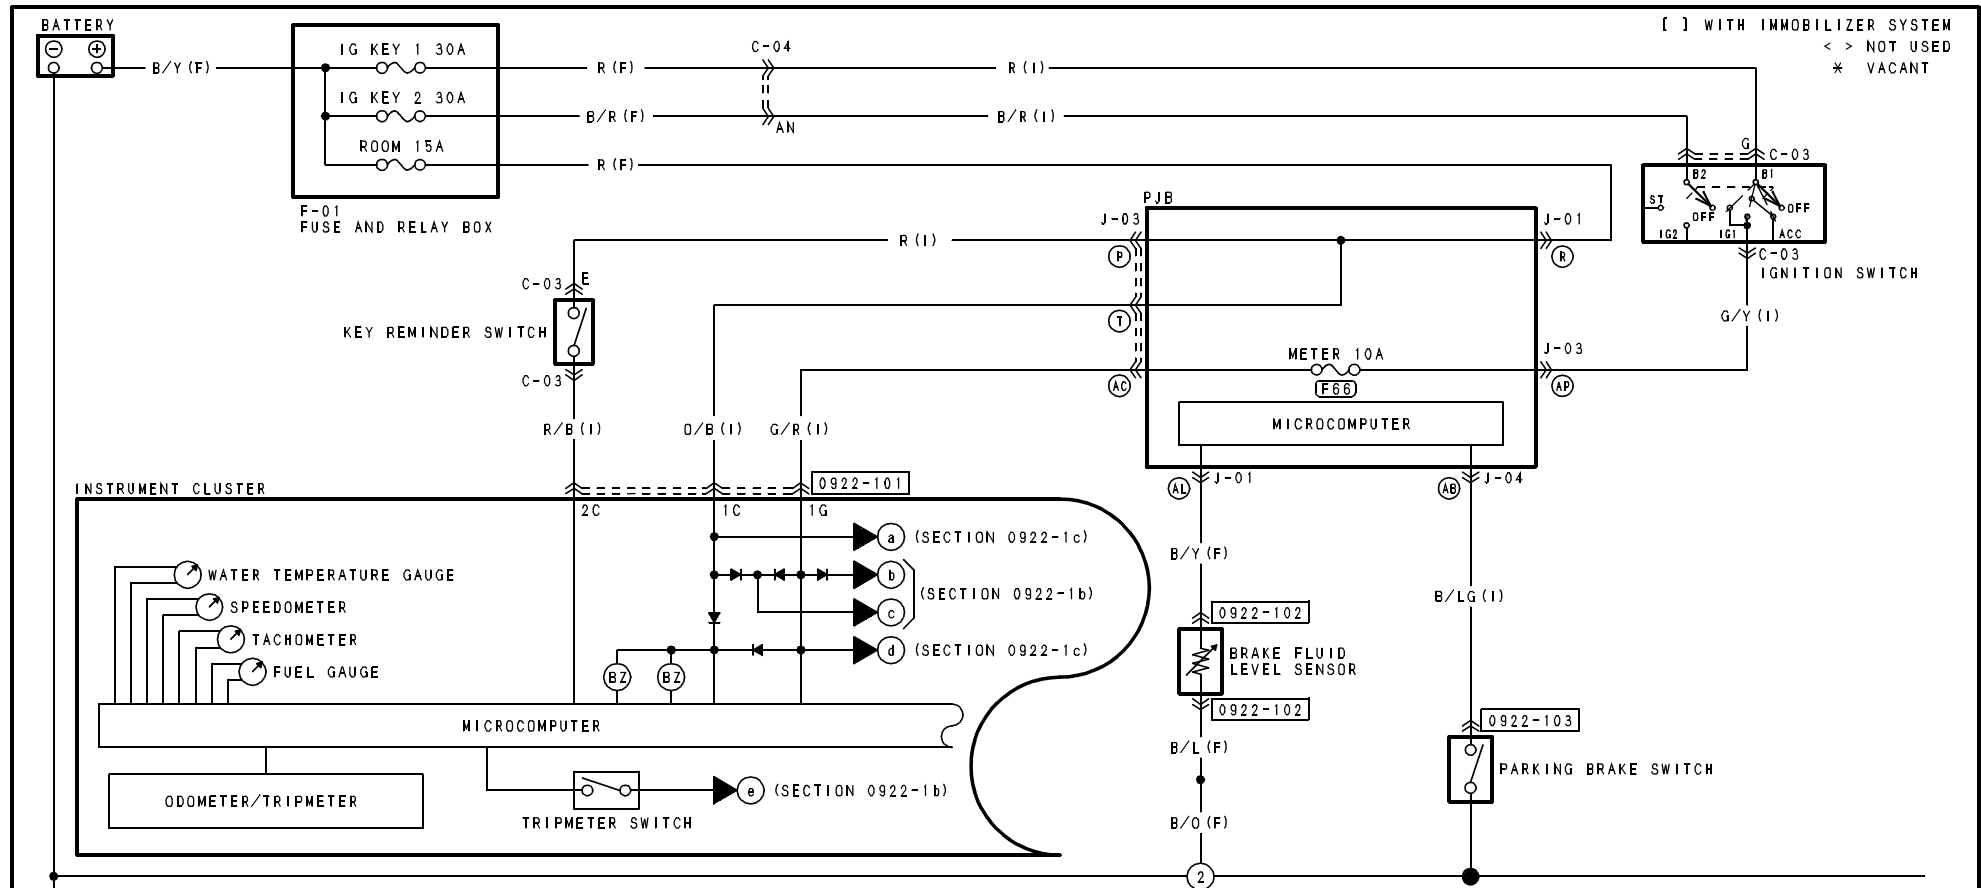 BATTERY
[ ] WITH IMMOBILIZER SYSTEM
< > NOT USED
* VACANT
IG KEY 1 30A
C-04
B/Y(F)
R(F)
R(I)
IG KEY 2 30A
B/R(F)
AN
B/R(I)
ROOM 15A
R(F)
G
C-03
B2
B1
ST
OFF
OFF
IG2
IG1
ACC
C-03
IGNITION SWITCH
F-01
FUSE AND RELAY BOX
PJB
J-03
J-01
R(I)
P
R
C-03
E
T
G/Y(I)
KEY REMINDER SWITCH
METER 10A
J-03
C-03
AC
F66
AP
MICROCOMPUTER
R/B(I)
O/B(I)
G/R(I)
INSTRUMENT CLUSTER
0922-101
AL
J-01
AB
J-04
2C
1C
1G
a
(SECTION 0922-1c)
B/Y(F)
WATER TEMPERATURE GAUGE
b
(SECTION 0922-1b)
B/LG(I)
SPEEDOMETER
c
0922-102
TACHOMETER
d
(SECTION 0922-1c)
BRAKE FLUID
LEVEL SENSOR
FUEL GAUGE
BZ
BZ
0922-102
MICROCOMPUTER
0922-103
B/L(F)
PARKING BRAKE SWITCH
ODOMETER/TRIPMETER
e
(SECTION 0922-1b)
TRIPMETER SWITCH
B/O(F)
2